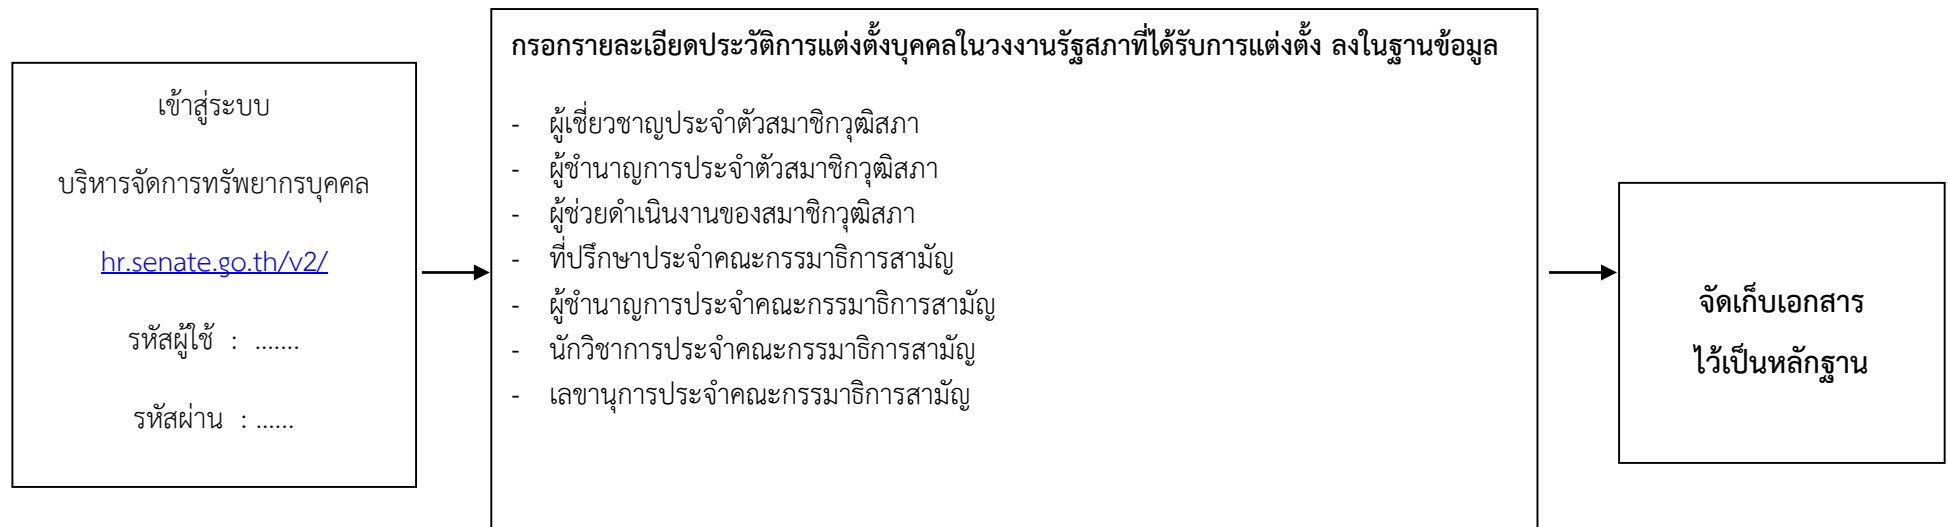 เข้าสู่ระบบ
บริหารจัดการทรัพยากรบุคคล
hr.senate.go.th/v2/
รหัสผู้ใช้ : .......
รหัสผ่าน : ......
กรอกรายละเอียดประวัติการแต่งตั้งบุคคลในวงงานรัฐสภาที่ได้รับการแต่งตั้ง ลงในฐานข้อมูล
- ผู้เชี่ยวชาญประจำตัวสมาชิกวุฒิสภา
- ผู้ชำนาญการประจำตัวสมาชิกวุฒิสภา
- ผู้ช่วยดำเนินงานของสมาชิกวุฒิสภา
- ที่ปรึกษาประจำคณะกรรมาธิการสามัญ
- ผู้ชำนาญการประจำคณะกรรมาธิการสามัญ
- นักวิชาการประจำคณะกรรมาธิการสามัญ
- เลขานุการประจำคณะกรรมาธิการสามัญ
จัดเก็บเอกสาร
ไว้เป็นหลักฐาน